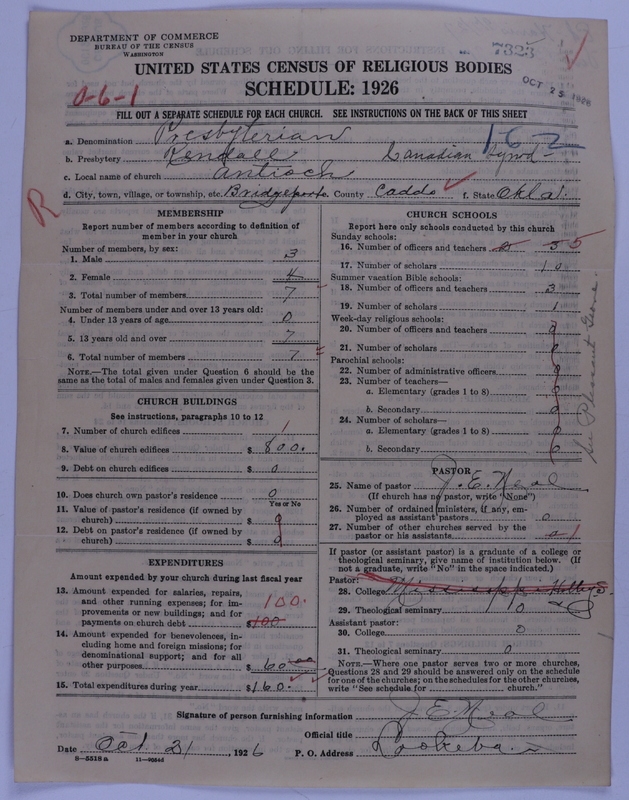 DEPARTMENT OF COMMERCE
BUREAU OF THE CENSUS
WASHINGTON
7323
OCT 25 1926
UNITED STATES CENSUS OF RELIGIOUS BODIES
SCHEDULE: 1926
0-6-1
FILL OUT A SEPARATE SCHEDULE FOR EACH CHURCH. SEE INSTRUCTIONS ON THE BACK OF THIS SHEET
162
a. Denomination Presbyterian
b. Presbytery Kendall Canadian Synod
c. Local name of church Antioch
d. City, town, village, or township, etc. Bridgeport County Caddo f. State Okla.
R
MEMBERSHIP
Report number of members according to definition of
member in your church
Number of members, by sex:
1. Male 3
2. Female 4
3. Total number of members 7
Number of members under and over 13 years old:
4. Under 13 years of age 0
5. 13 years old and over 7
6. Total number of members 7
NOTE.—The total given under Question 6 should be
same as the total of males and females given under Question 3.
CHURCH BUILDINGS
See instructions, paragraphs 10 to 12
7. Number of church edifices 1
8. Value of church edifices $ 800.
9. Debt on church edifices $ 0
10. Does church own pastor's residence 0
Yes or No
11. Value of pastor's residence (if owned by
church) $ 0
12. Debt on pastor's residence (if owned by
church) $ 0
EXPENDITURES
Amount expended by your church during last fiscal year
13. Amount expended for salaries, repairs,
and other running expenses; for im-
provements or new buildings; and for
payments on church debt $ 100 100.
14. Amount expended for benevolences, in-
cluding home and foreign missions; for
denominational support; and for all
other purposes $ 60.00
15. Total expenditures during year $ 160.
CHURCH SCHOOLS
Report here only schools conducted by this church
Sunday schools:
16. Number of officers and teachers 5 5
17. Number of scholars 10
Summer vacation Bible schools:
18. Number of officers and teachers 3
19. Number of scholars 1
Week-day religious schools:
20. Number of officers and teachers 0
21. Number of scholars 0
Parochial schools:
22. Number of administrative officers 0
23. Number of teachers—
a. Elementary (grades 1 to 8) 0
b. Secondary 0
24. Number of scholars—
a. Elementary (grades 1 to 8) 0
b. Secondary 0
See Pleasant Grove.
PASTOR
25. Name of pastor J. E. Neal
(If church has no pastor, write "None")
26. Number of ordained ministers, if any, em-
ployed as assistant pastors 0
27. Number of other churches served by the
pastor or his assistants 1
If pastor (or assistant pastor) is a graduate of a college or
theological seminary, give name of institution below. (If
not a graduate, write "No" in the space indicated.)
Pastor:
28. College Mississippi
29. Theological seminary
Assistant pastor:
30. College 0
31. Theological seminary 0
NOTE.—Where one pastor serves two or more churches,
Questions 28 and 29 should be answered only on the schedule
for one of the churches; on the schedules for the other churches,
write "See schedule for church."
Signature of person furnishing information J. E. Neal
Official title
Date Oct 21, 1926 P. O. Address Lookeba
8—5518a 11—9054d